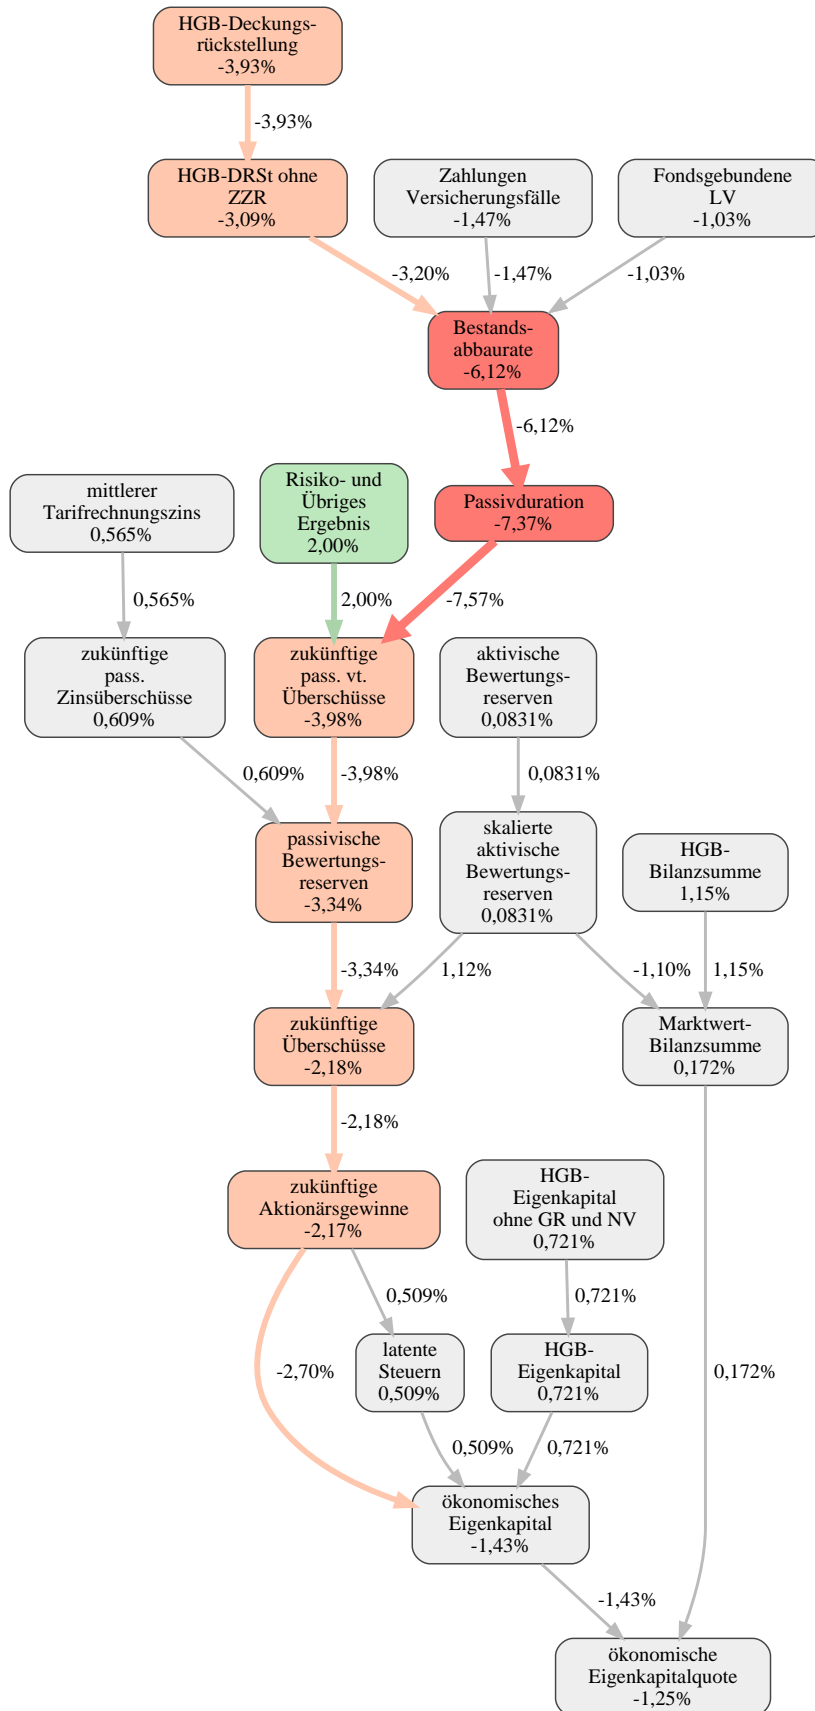 HGB-Deckungs-
rückstellung
-3,93%
-3,93%
HGB-DRSt ohne
ZZR
-3,09%
Zahlungen
Versicherungsfälle
-1,47%
Fondsgebundene
LV
-1,03%
-3,20%
-1,47%
-1,03%
Bestands-
abbaurate
-6,12%
-6,12%
mittlerer
Tarifrechnungszins
0,565%
Risiko- und
Übriges
Ergebnis
2,00%
Passivduration
-7,37%
0,565%
2,00%
-7,57%
zukünftige
pass.
Zinsüberschüsse
0,609%
zukünftige
pass. vt.
Überschüsse
-3,98%
aktivische
Bewertungs-
reserven
0,0831%
0,609%
-3,98%
0,0831%
passivische
Bewertungs-
reserven
-3,34%
skalierte
aktivische
Bewertungs-
reserven
0,0831%
HGB-
Bilanzsumme
1,15%
-3,34%
1,12%
-1,10%
1,15%
zukünftige
Überschüsse
-2,18%
Marktwert-
Bilanzsumme
0,172%
-2,18%
zukünftige
Aktionärsgewinne
-2,17%
HGB-
Eigenkapital
ohne GR und NV
0,721%
0,509%
0,721%
-2,70%
latente
Steuern
0,509%
HGB-
Eigenkapital
0,721%
0,172%
0,509%
0,721%
ökonomisches
Eigenkapital
-1,43%
-1,43%
ökonomische
Eigenkapitalquote
-1,25%